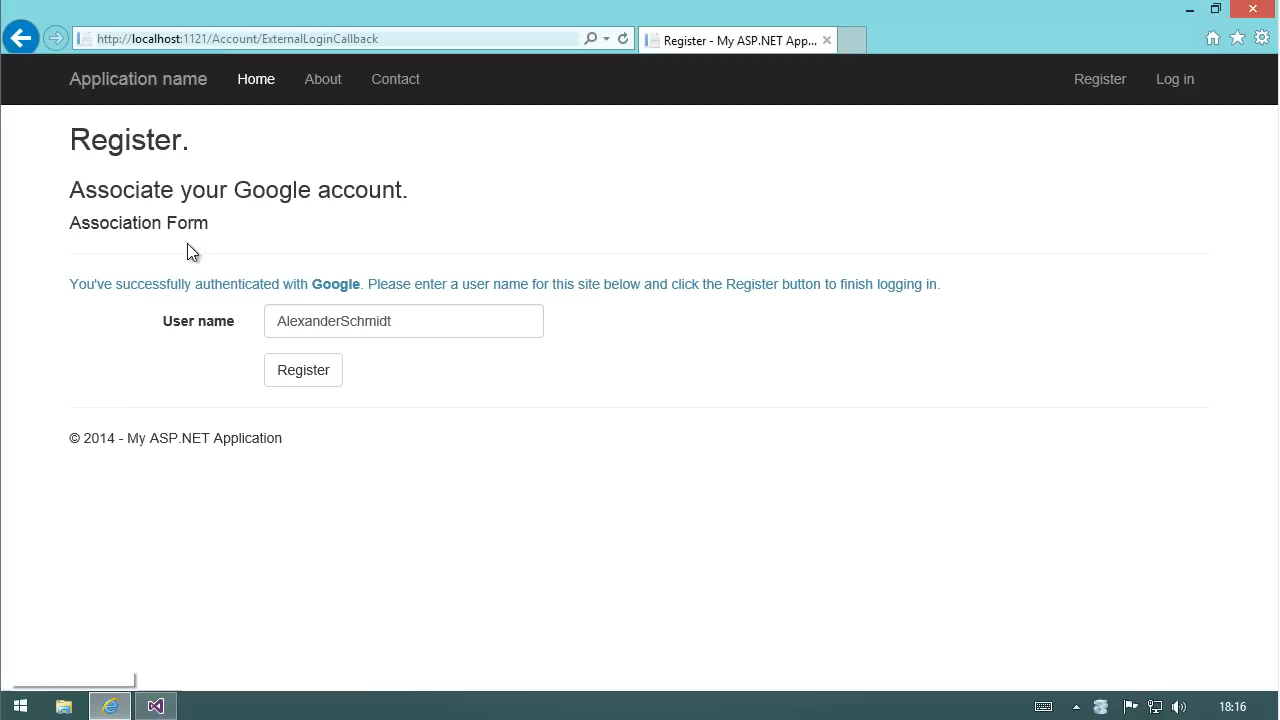 http://localhost:1121/Account/ExternalLoginCallback
Register - My ASP.NET App...
Application name Home About Contact Register Log in
Register.
Associate your Google account.
Association Form
You've successfully authenticated with Google. Please enter a user name for this site below and click the Register button to finish logging in.
User name AlexanderSchmidt
Register
© 2014 - My ASP.NET Application
18:16